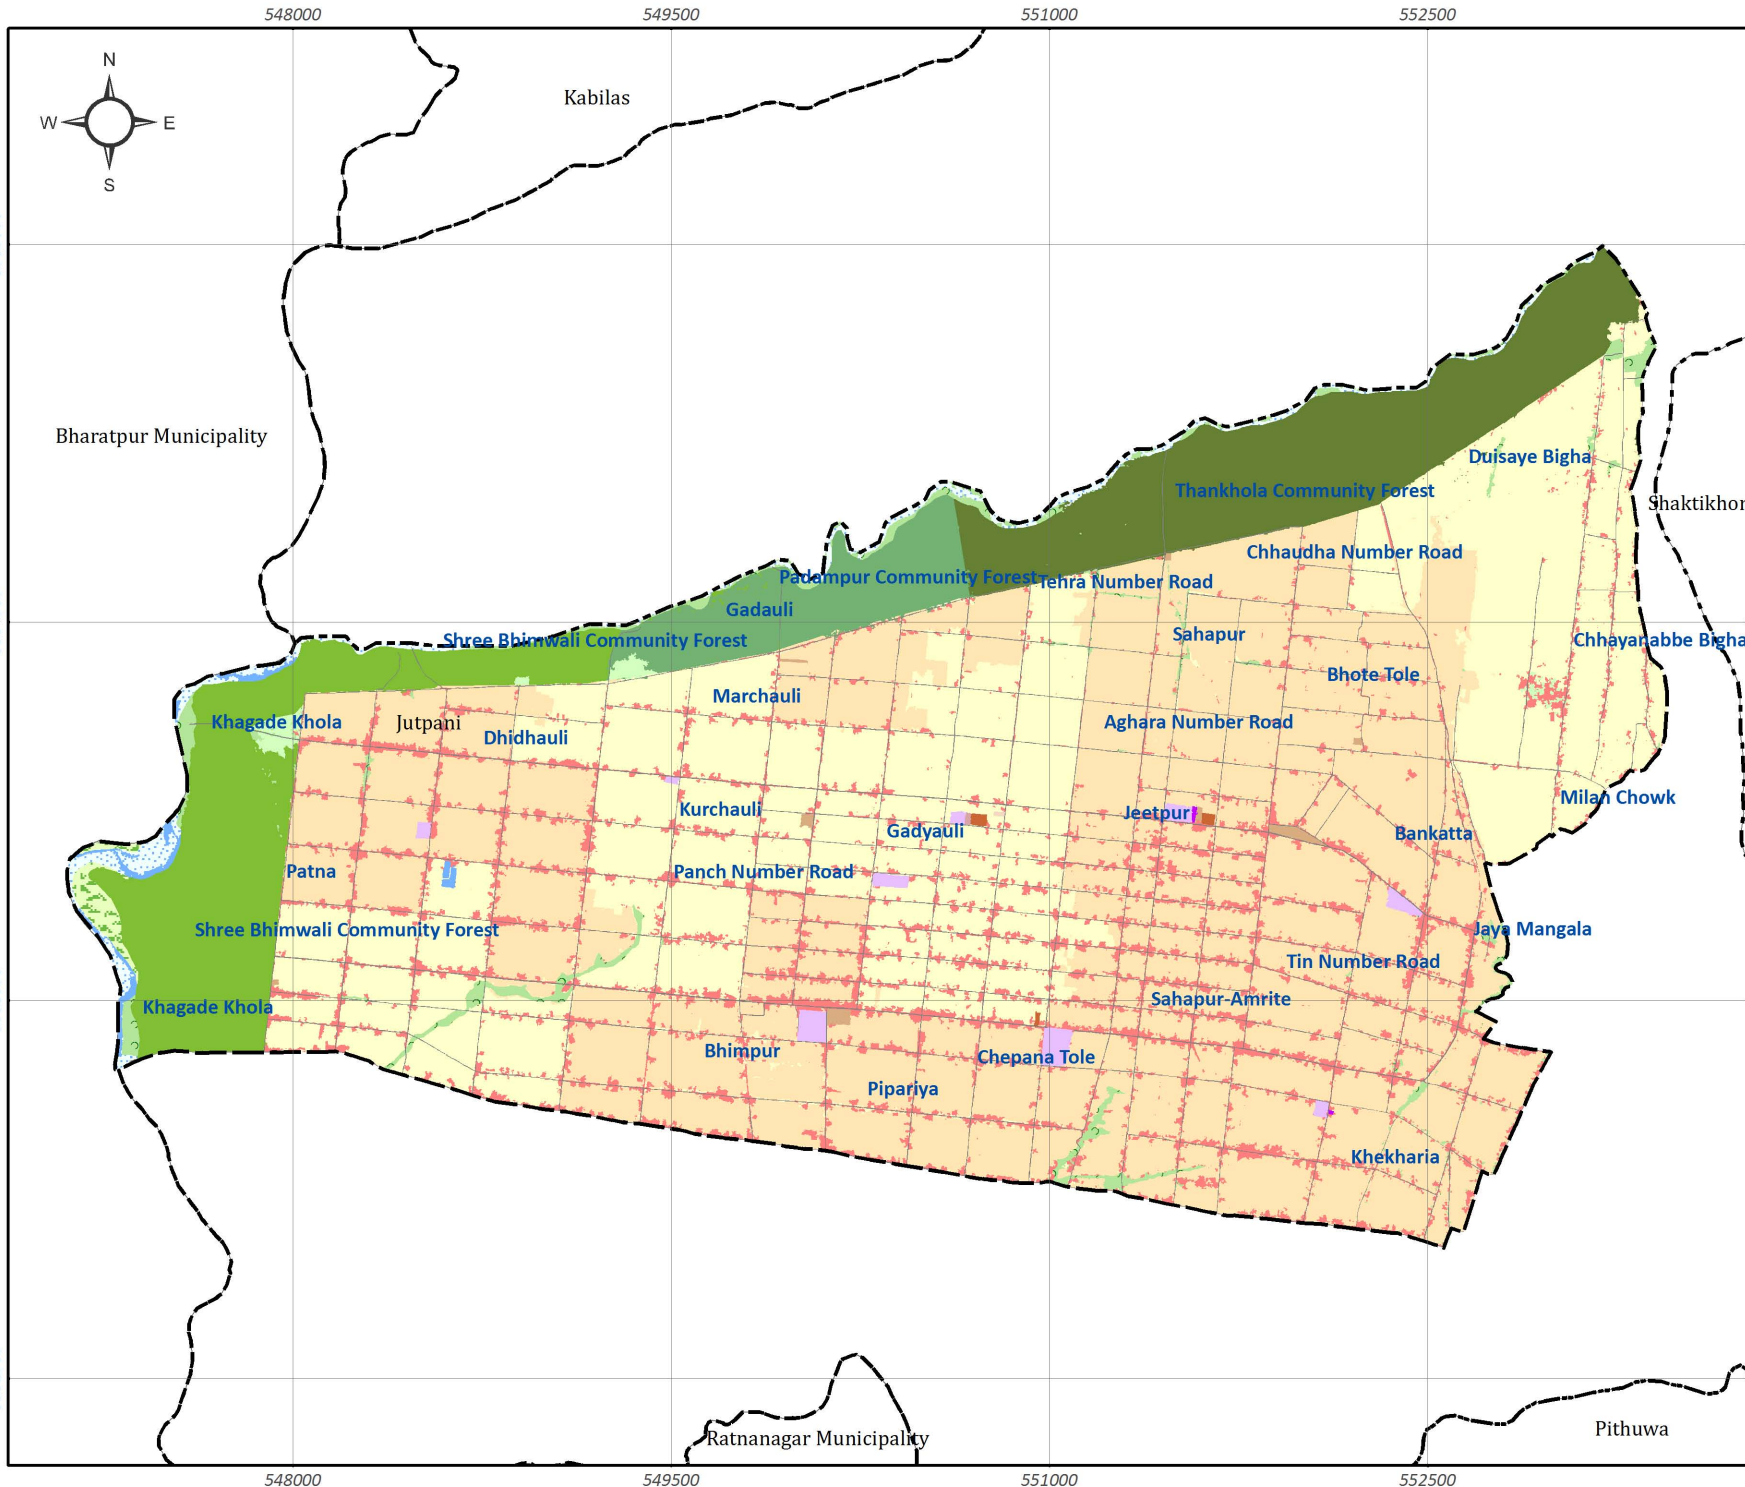 548000
549500
551000
552500
N
W
E
S
Kabilas
Bharatpur Municipality
Duisaye Bigha
Thankhola Community Forest
Shaktikhor
Chhaudha Number Road
Padampur Community Forest
Tehra Number Road
Gadauli
Sahapur
Shree Bhimwali Community Forest
Chhayanabbe Bigha
Bhote Tole
Marchauli
Khagade Khola
Jutpani
Aghara Number Road
Dhidhauli
Milan Chowk
Kurchauli
Jeetpur
Gadyauli
Bankatta
Patna
Panch Number Road
Shree Bhimwali Community Forest
Jaya Mangala
Tin Number Road
Sahapur-Amrite
Khagade Khola
Bhimpur
Chepana Tole
Pipariya
Khekharia
Pithuwa
Ratnanagar Municipality
548000
549500
551000
552500